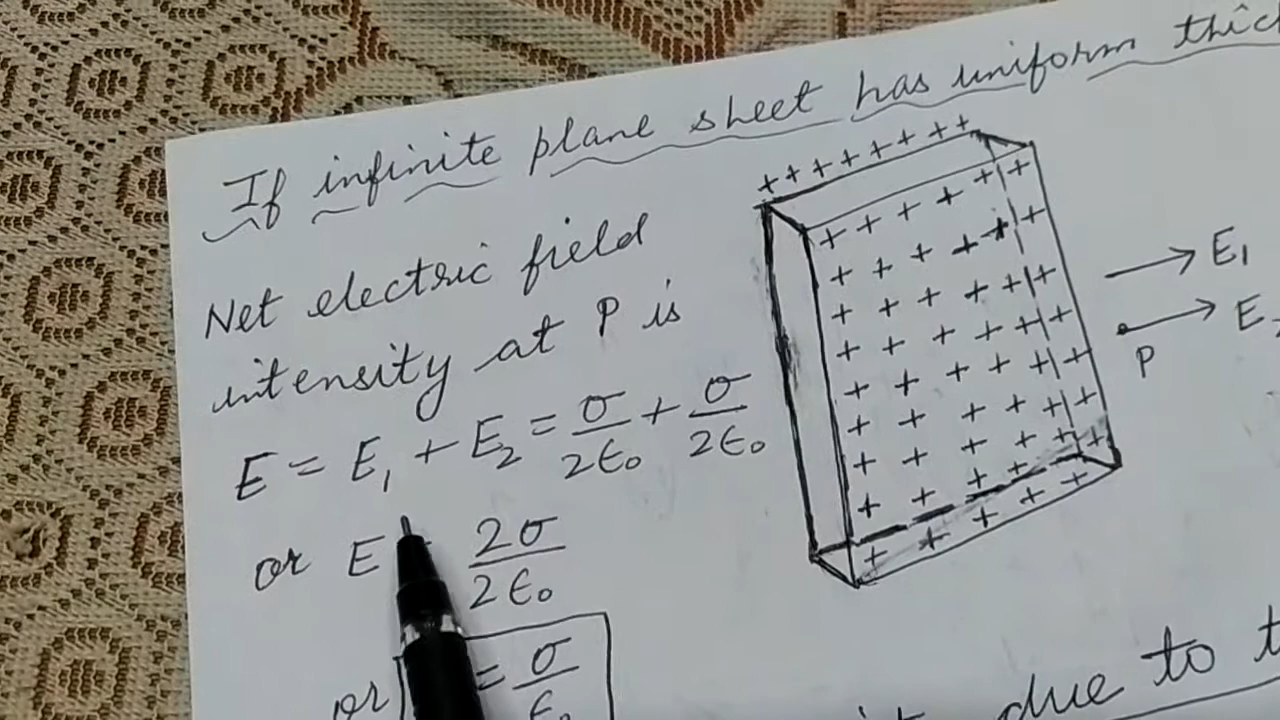 If infinite plane sheet has uniform
Net electric field
intensity at P is
E = E₁ + E₂ = σ/2ϵ₀ + σ/2ϵ₀
or E = 2σ/2ϵ₀
or = σ/ϵ₀
due to
E₁
E
P